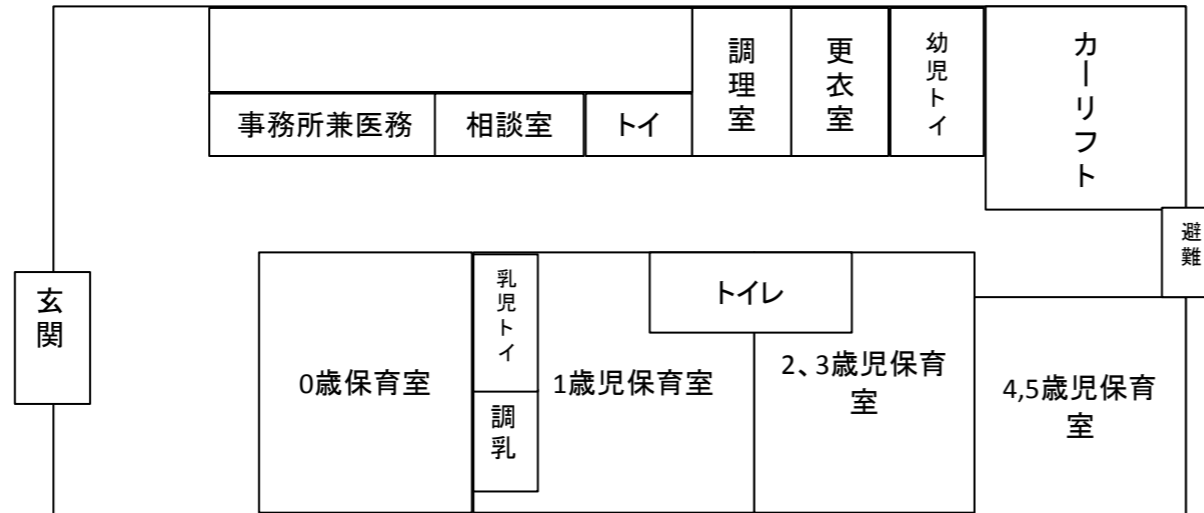 事務所兼医務
相談室
トイ
調理室
更衣室
幼児トイ
カーリフト
避難
玄関
0歳保育室
乳児トイ
調乳
1歳児保育室
トイレ
2、3歳児保育
室
4,5歳児保育
室